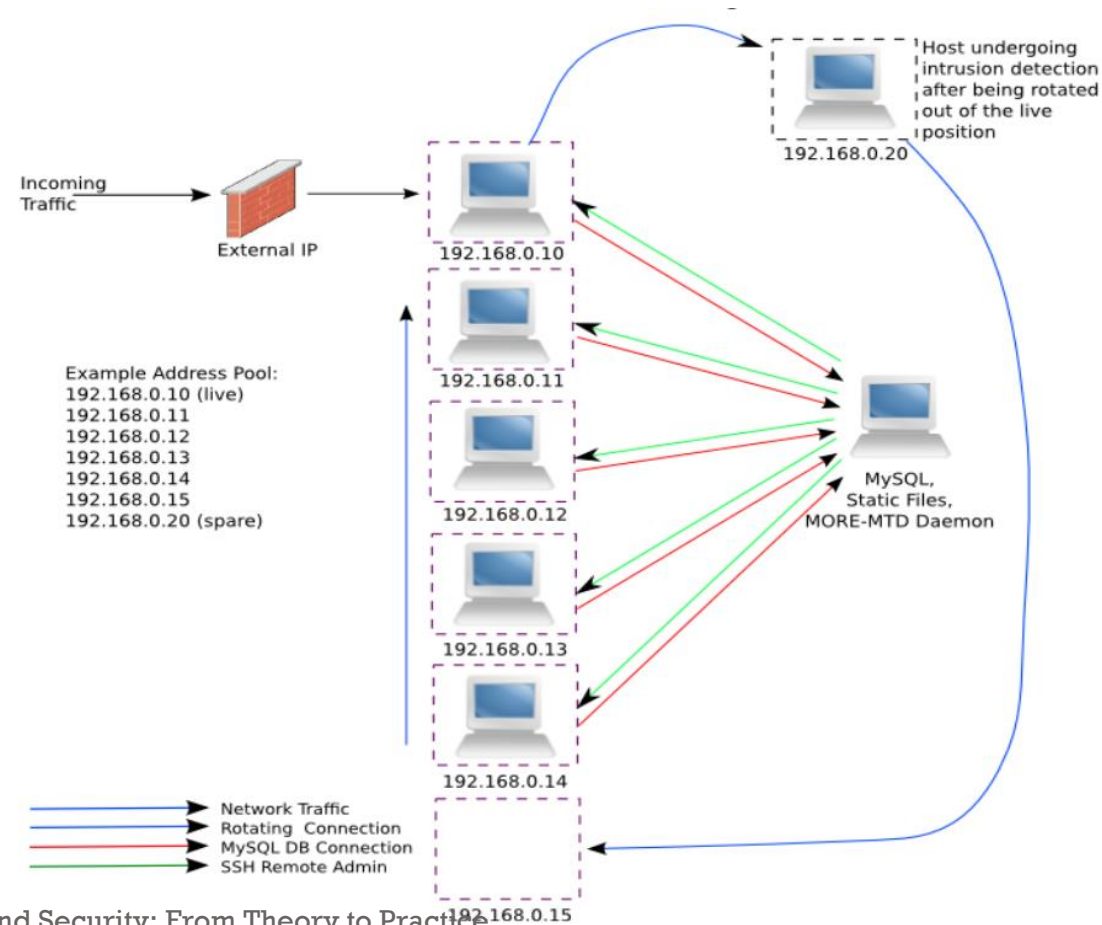 Host undergoing
intrusion detection
after being rotated
out of the live
position
192.168.0.20
Incoming
Traffic
External IP
192.168.0.10
192.168.0.11
Example Address Pool:
192.168.0.10 (live)
192.168.0.11
192.168.0.12
192.168.0.13
192.168.0.14
192.168.0.15
192.168.0.20 (spare)
MySQL,
Static Files,
MORE-MTD Daemon
192.168.0.12
192.168.0.13
192.168.0.14
Network Traffic
Rotating Connection
MySQL DB Connection
SSH Remote Admin
192.168.0.15
nd Security: From Theory to Practice